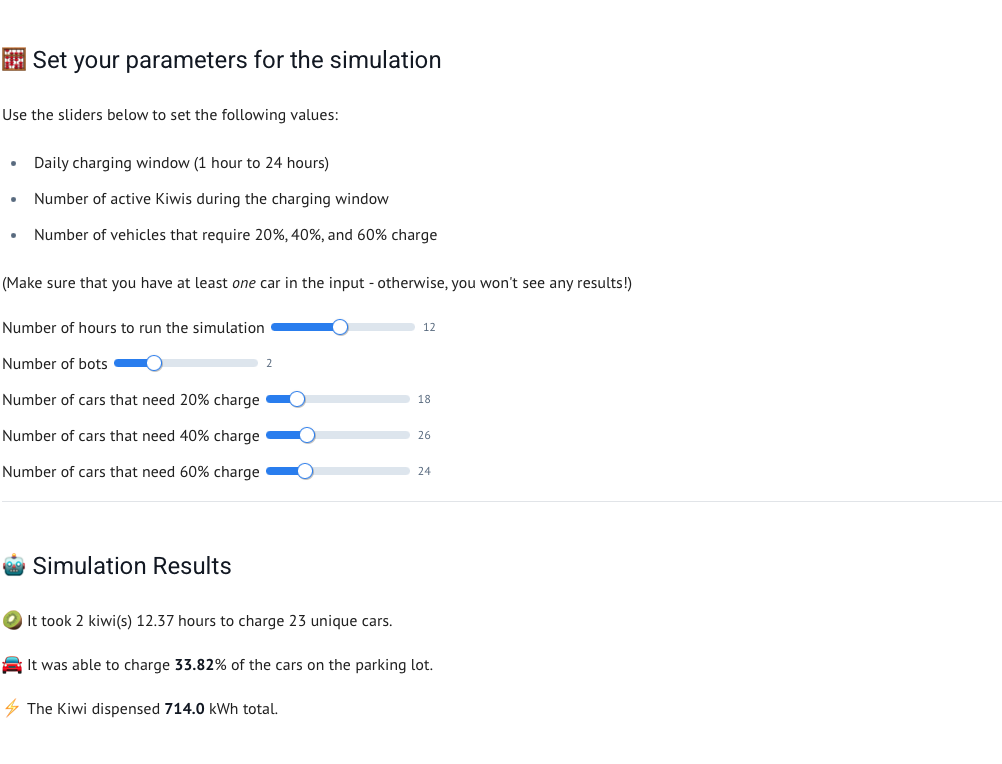 Set your parameters for the simulation
Use the sliders below to set the following values:
Daily charging window (1 hour to 24 hours)
Number of active Kiwis during the charging window
Number of vehicles that require 20%, 40%, and 60% charge
(Make sure that you have at least one car in the input - otherwise, you won't see any results!)
Number of hours to run the simulation 12
Number of bots 2
Number of cars that need 20% charge 18
Number of cars that need 40% charge 26
Number of cars that need 60% charge 24
Simulation Results
It took 2 kiwi(s) 12.37 hours to charge 23 unique cars.
It was able to charge 33.82% of the cars on the parking lot.
The Kiwi dispensed 714.0 kWh total.